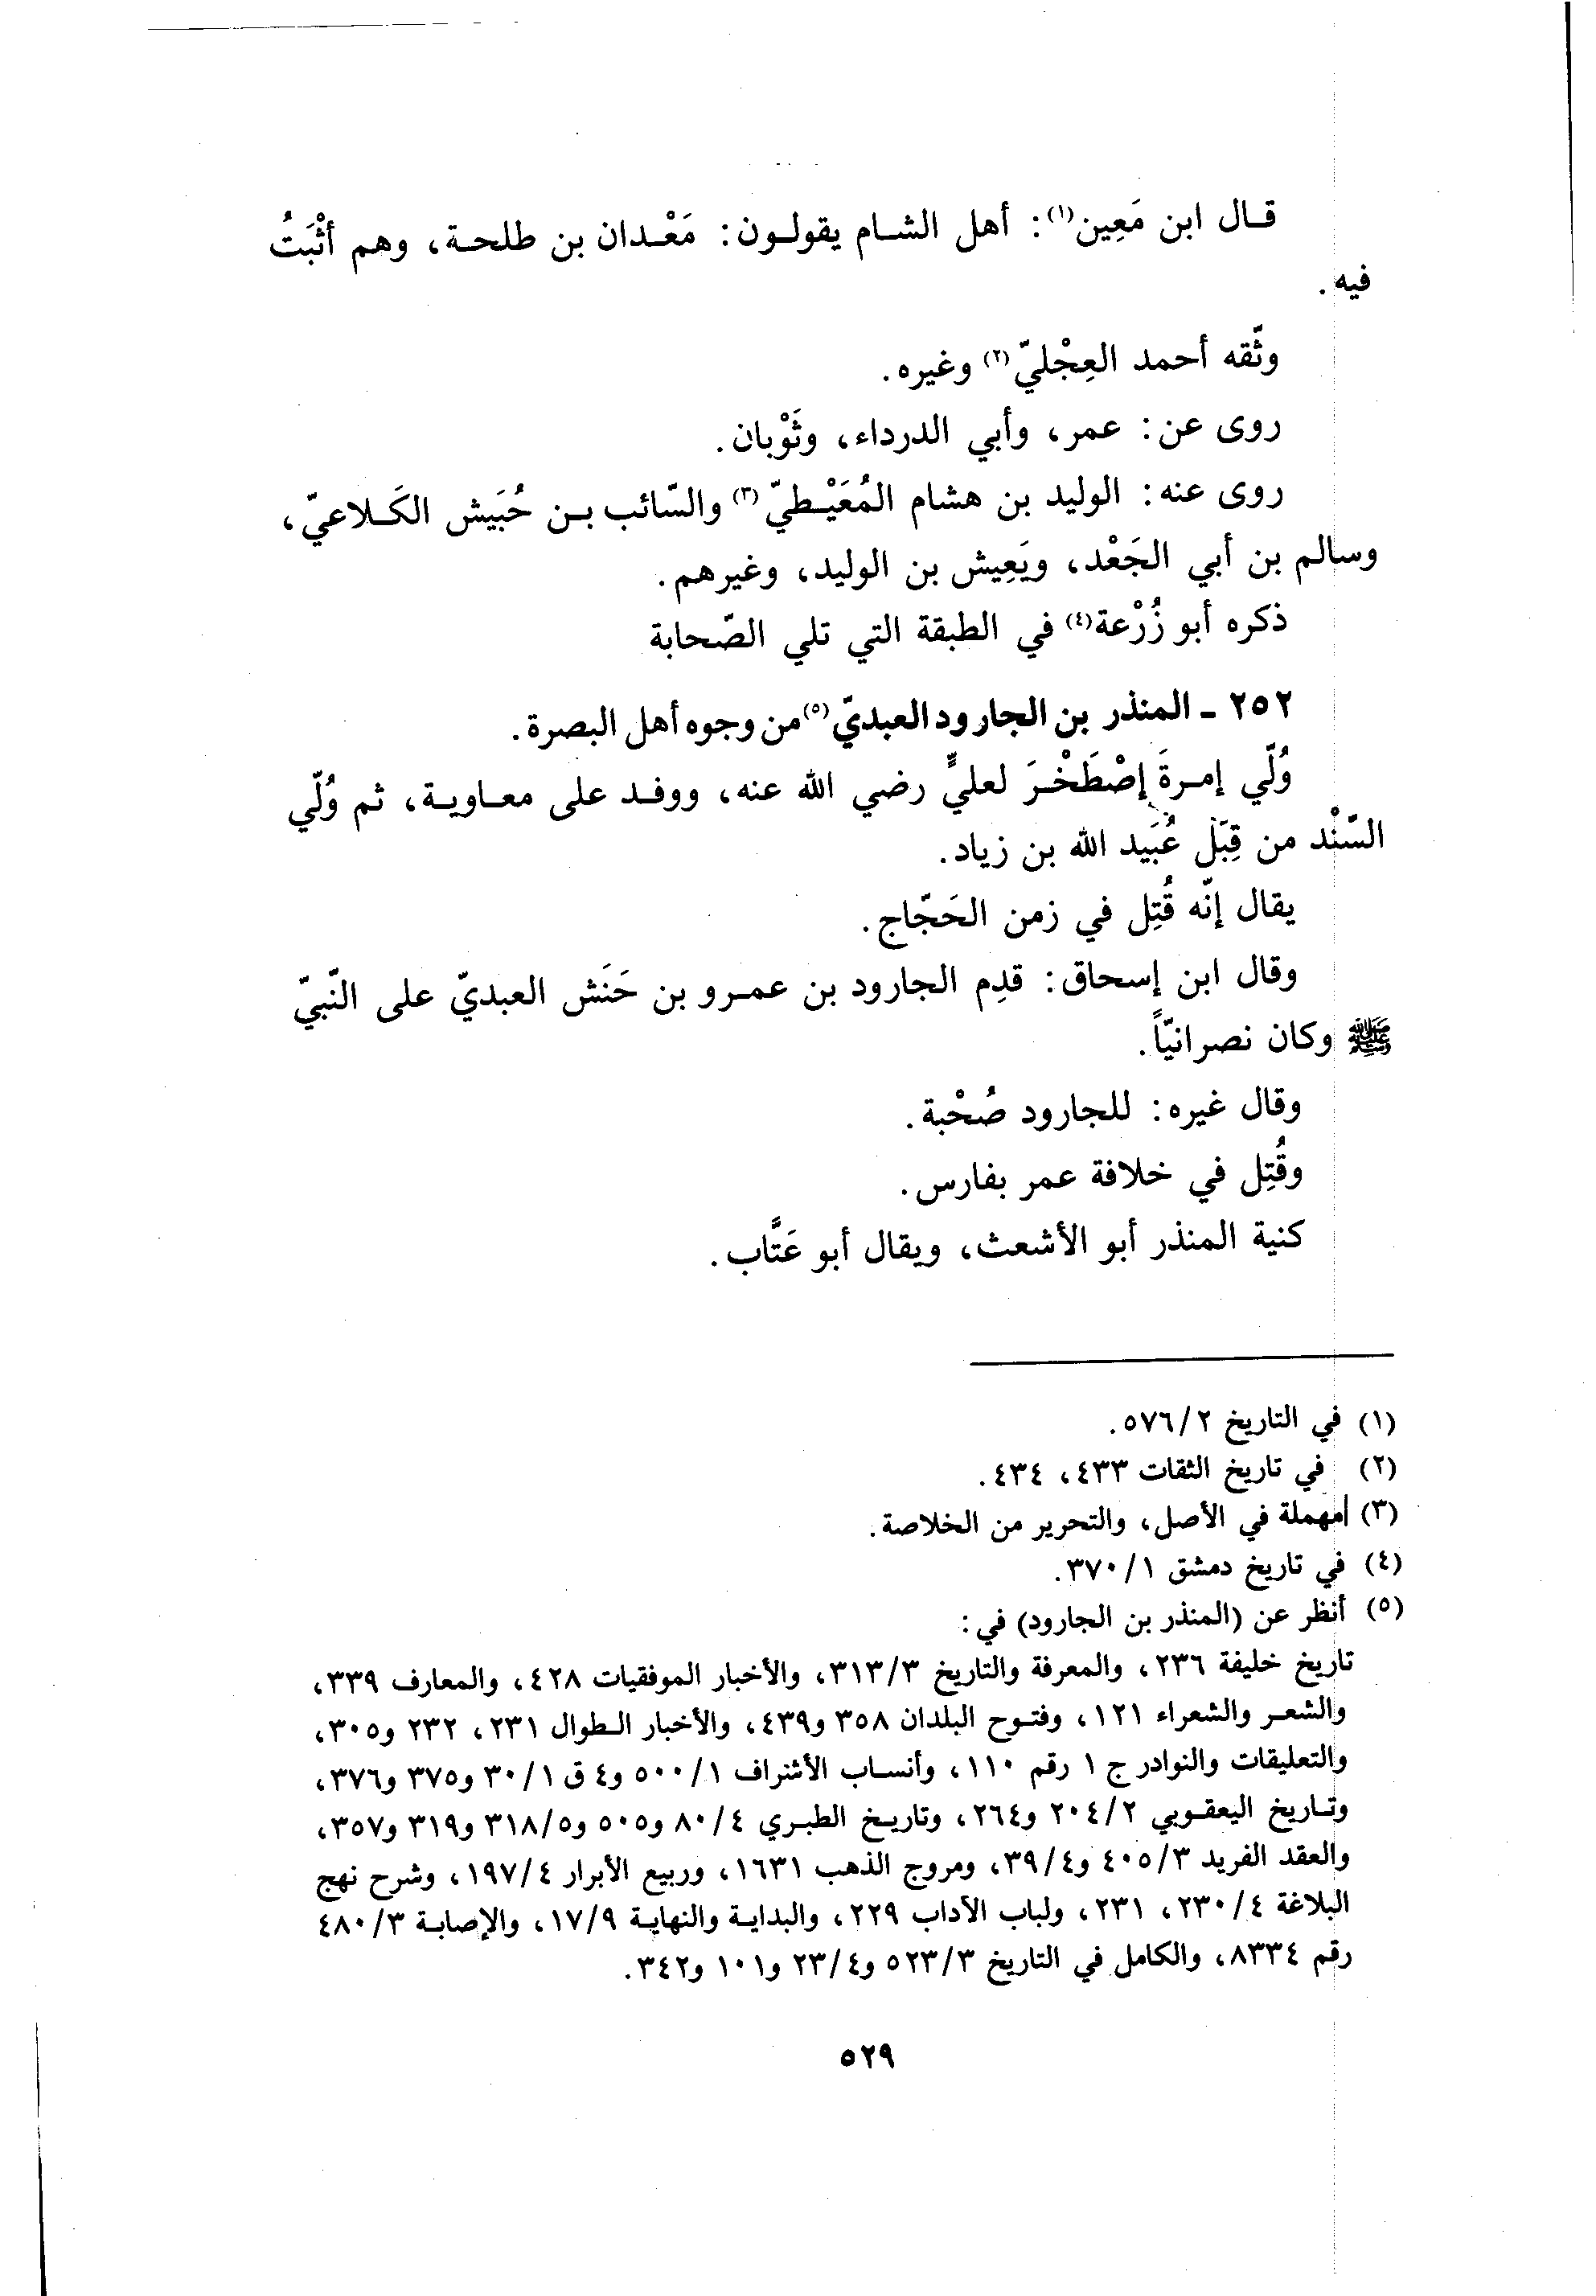 قـال ابن مَعِين(١): أهل الشـام يقولـون: مَعْـدان بن طلحـة، وهم أثْبَتُ
فيه.
وثّقه أحمد العِجْليّ(٢) وغيره.
روى عن: عمر، وأبي الدرداء، وثَوْبان.
روى عنه: الوليد بن هشام المُعَيْـطيّ(٣) والسّائب بـن حُبَيش الكَـلاعيّ،
وسالم بن أبي الجَعْد، ويَعِيش بن الوليد، وغيرهم.
ذكره أبو زُرْعة(٤) في الطبقة التي تلي الصّحابة
٢٥٢ ـ المنذر بن الجارود العبديّ(٥) من وجوه أهل البصرة.
وُلّي إمـرةَ إصْطَخْـرَ لعليٍّ رضي الله عنه، ووفـد على معـاويـة، ثم وُلّي
السّنْد من قِبَل عُبَيد الله بن زياد.
يقال إنّه قُتِل في زمن الحَجّاج.
وقال ابن إسحاق: قدِم الجارود بن عمـرو بن حَنَش العبديّ على النّبيّ
ﷺ وكان نصرانيّاً.
وقال غيره: للجارود صُحْبة.
وقُتِل في خلافة عمر بفارس.
كنية المنذر أبو الأشعث، ويقال أبو عَتَّاب.
(١) في التاريخ ٥٧٦/٢.
(٢) في تاريخ الثقات ٤٣٣، ٤٣٤.
(٣) مهملة في الأصل، والتحرير من الخلاصة.
(٤) في تاريخ دمشق ٣٧٠/١.
(٥) أنظر عن (المنذر بن الجارود) في:
تاريخ خليفة ٢٣٦، والمعرفة والتاريخ ٣١٣/٣، والأخبار الموفقيات ٤٢٨، والمعارف ٣٣٩،
والشعـر والشعراء ١٢١، وفتـوح البلدان ٣٥٨ و٤٣٩، والأخبار الـطوال ٢٣١، ٢٣٢ و٣٠٥،
والتعليقات والنوادر ج ١ رقم ١١٠، وأنسـاب الأشراف ٥٠٠/١ و٤ ق ٣٠/١ و٣٧٥ و٣٧٦،
وتـاريخ اليعقـوبي ٢٠٤/٢ و٢٦٤، وتاريـخ الطبـري ٨٠/٤ و٥٠٥ و٣١٨/٥ و٣١٩ و٣٥٧،
والعقد الفريد ٤٠٥/٣ و٣٩/٤، ومروج الذهب ١٦٣١، وربيع الأبرار ١٩٧/٤، وشرح نهج
البلاغة ٢٣٠/٤، ٢٣١، ولباب الآداب ٢٢٩، والبدايـة والنهايـة ١٧/٩، والإصابـة ٤٨٠/٣
رقم ٨٣٣٤، والكامل في التاريخ ٥٢٣/٣ و٢٣/٤ و١٠١ و٣٤٢.
٥٢٩